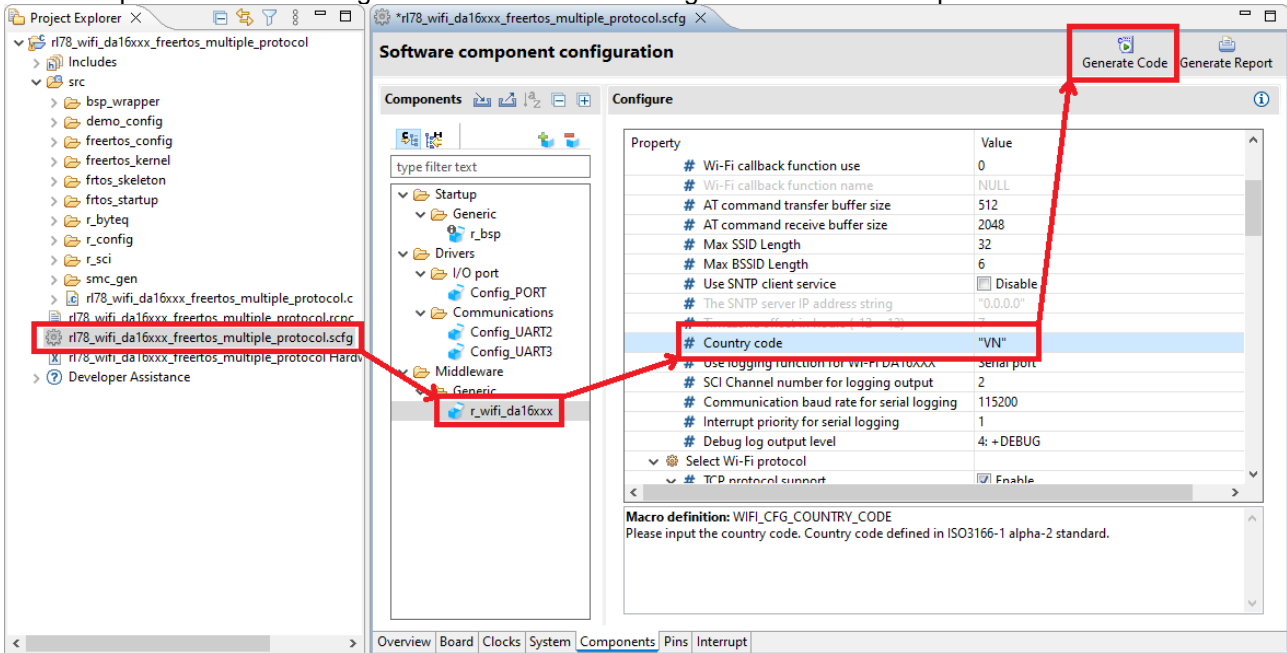 Project Explorer
rl78_wifi_da16xxx_freertos_multiple_protocol
Includes
src
bsp_wrapper
demo_config
freertos_config
freertos_kernel
frtos_skeleton
frtos_startup
r_byteq
r_config
r_sci
smc_gen
rl78_wifi_da16xxx_freertos_multiple_protocol.c
rl78_wifi_da16xxx_freertos_multiple_protocol.rcpc
rl78_wifi_da16xxx_freertos_multiple_protocol.scfg
rl78_wifi_da16xxx_freertos_multiple_protocol Hardw
Developer Assistance
*rl78_wifi_da16xxx_freertos_multiple_protocol.scfg
Software component configuration
Generate Code Generate Report
Components
type filter text
Startup
Generic
r_bsp
Drivers
I/O port
Config_PORT
Communications
Config_UART2
Config_UART3
Middleware
Generic
r_wifi_da16xxx
Configure
Property Value
# Wi-Fi callback function use 0
# Wi-Fi callback function name NULL
# AT command transfer buffer size 512
# AT command receive buffer size 2048
# Max SSID Length 32
# Max BSSID Length 6
# Use SNTP client service Disable
# The SNTP server IP address string "0.0.0.0"
# 7
# Country code "VN"
# Use logging function for Wi-Fi DA16XXX Serial port
# SCI Channel number for logging output 2
# Communication baud rate for serial logging 115200
# Interrupt priority for serial logging 1
# Debug log output level 4: +DEBUG
Select Wi-Fi protocol
# TCP protocol support Enable
Macro definition: WIFI_CFG_COUNTRY_CODE
Please input the country code. Country code defined in ISO3166-1 alpha-2 standard.
Overview Board Clocks System Components Pins Interrupt